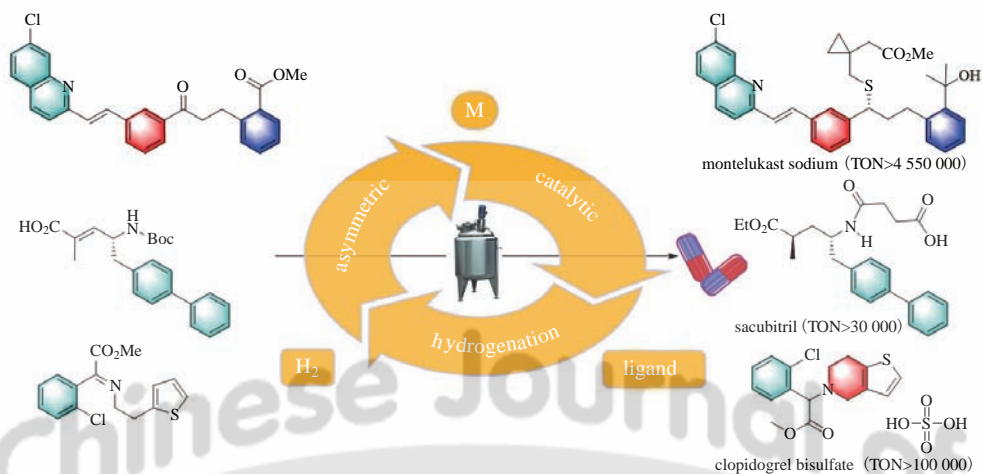 Cl
N
O
O
OMe
M
Cl
N
S
CO₂Me
OH
montelukast sodium (TON>4 550 000)
asymmetric
catalytic
hydrogenation
HO₂C
H
N
Boc
EtO₂C
O
N
H
O
OH
sacubitril (TON>30 000)
H₂
ligand
CO₂Me
N
Cl
S
Cl
S
N
O
O
O
HO-S-OH
O
clopidogrel bisulfate (TON>100 000)
Chinese Journal of